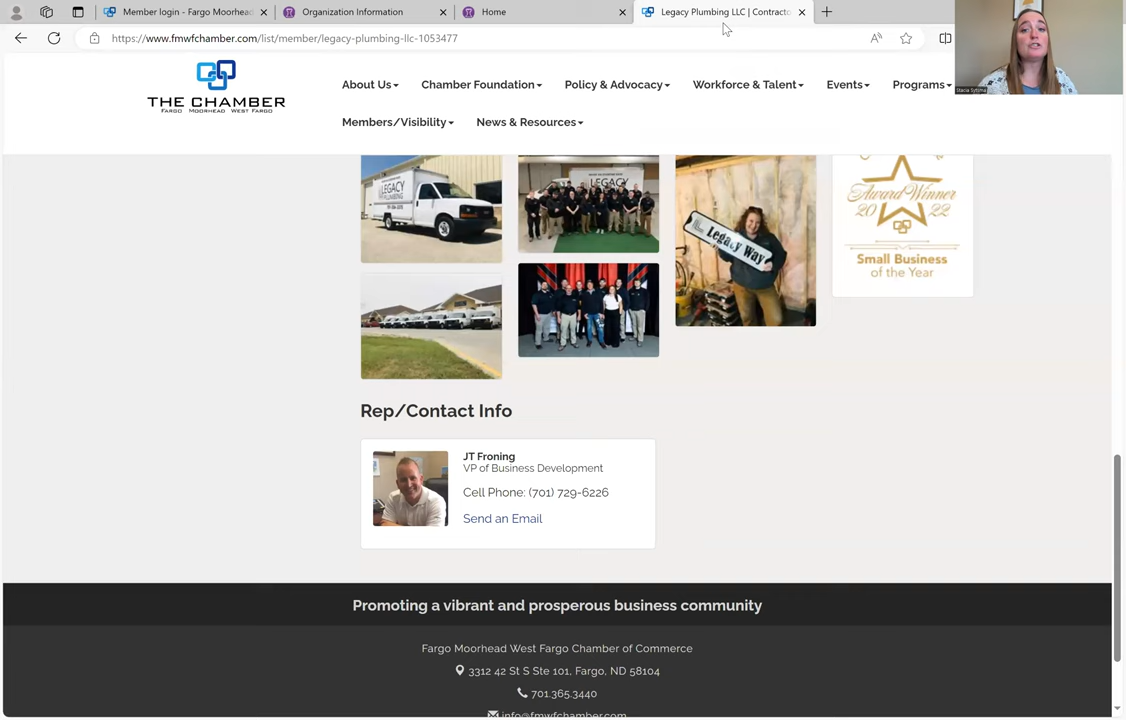 Member login - Fargo Moorhead
Organization Information
Home
Legacy Plumbing LLC | Contracto
https://www.fmwfchamber.com/list/member/legacy-plumbing-llc-1053477
Stacia Sytsma
THE CHAMBER
FARGO MOORHEAD WEST FARGO
About Us
Chamber Foundation
Policy & Advocacy
Workforce & Talent
Events
Programs
Members/Visibility
News & Resources
LEGACY
PLUMBING
LEGACY
Legacy Way
Award Winner
2022
Small Business
of the Year
Rep/Contact Info
JT Froning
VP of Business Development
Cell Phone: (701) 729-6226
Send an Email
Promoting a vibrant and prosperous business community
Fargo Moorhead West Fargo Chamber of Commerce
3312 42 St S Ste 101, Fargo, ND 58104
701.365.3440
info@fmwfchamber.com